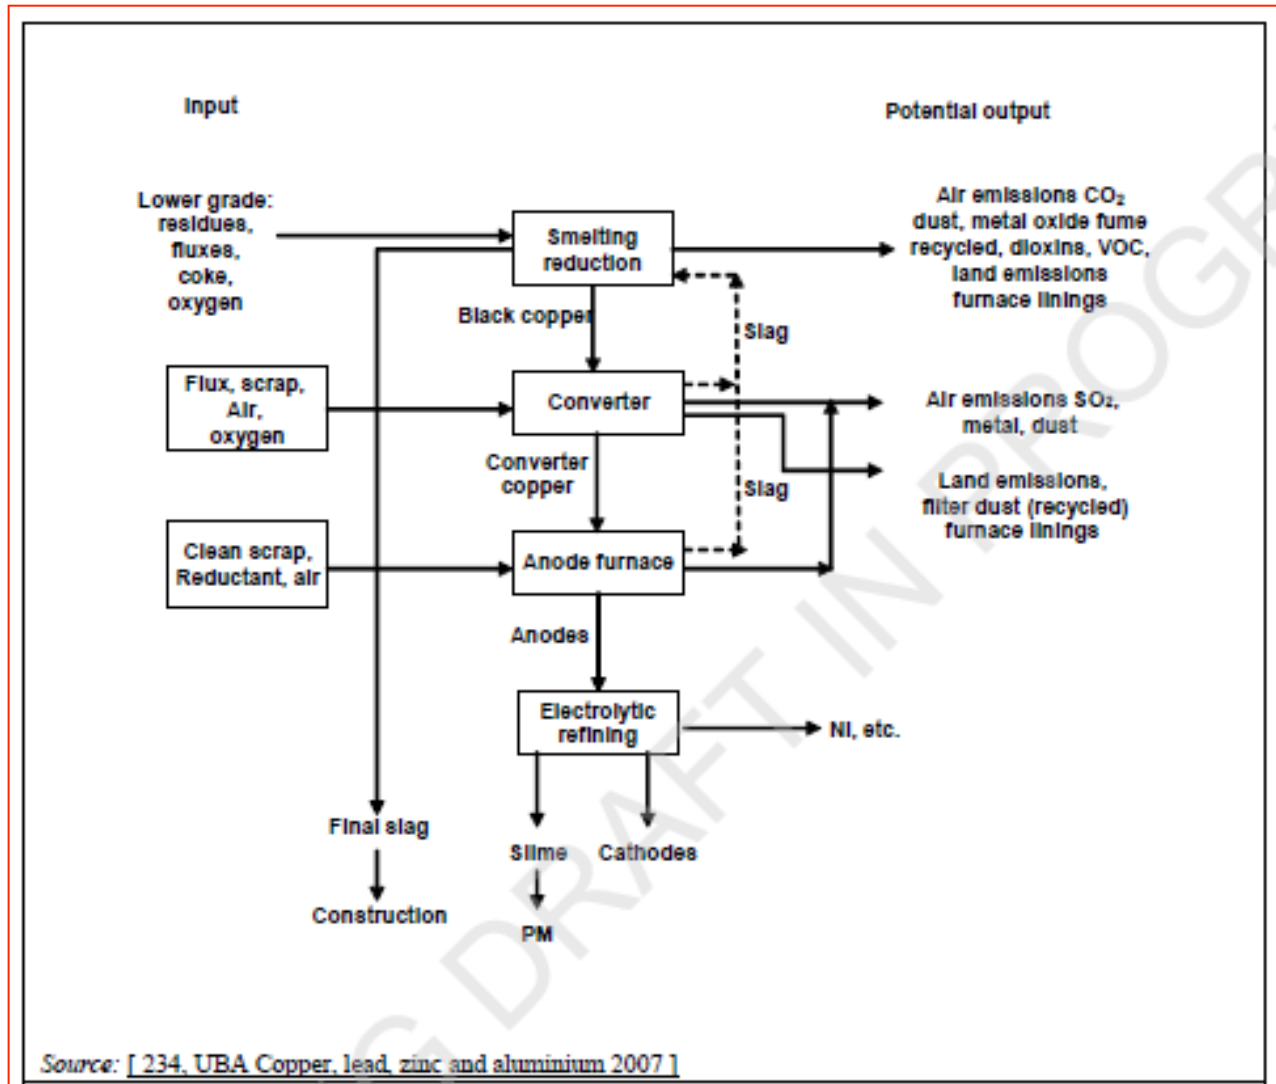 Input
Potential output
Lower grade:
residues,
fluxes,
coke,
oxygen
Smelting
reduction
Air emissions CO₂
dust, metal oxide fume
recycled, dioxins, VOC,
land emissions
furnace linings
Black copper
Slag
Flux, scrap,
Air,
oxygen
Converter
Air emissions SO₂,
metal, dust
Converter
copper
Slag
Land emissions,
filter dust (recycled)
furnace linings
Clean scrap,
Reductant, air
Anode furnace
Anodes
Electrolytic
refining
Ni, etc.
Final slag
Slime
Cathodes
Construction
PM
Source: [ 234, UBA Copper, lead, zinc and aluminium 2007 ]
G DRAFT IN PROGR